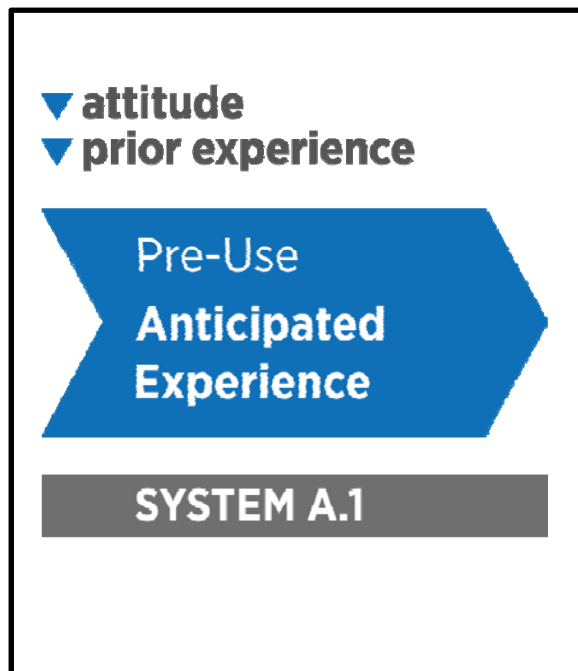 attitude
prior experience
Pre-Use
Anticipated
Experience
SYSTEM A.1